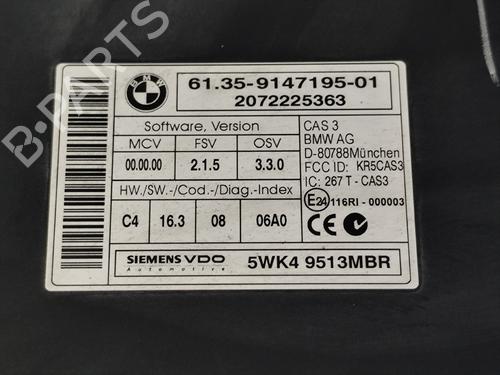 B-PARTS
BMW
61.35-9147195-01
2072225363
Software, Version
MCV FSV OSV
00.00.00 2.1.5 3.3.0
HW./SW.-/Cod.-/Diag.-Index
C4 16.3 08 06A0
CAS 3
BMW AG
D-80788München
FCC ID: KR5CAS3
IC: 267 T - CAS3
E24 116RI - 000003
CE
SIEMENS VDO
Automotive
5WK4 9513MBR